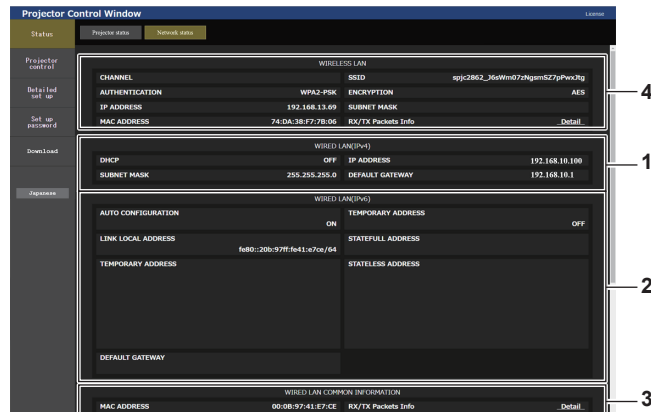 Projector Control Window
License
Status
Projector status
Network status
Projector control
Detailed set up
Set up password
Download
Japanese
WIRELESS LAN
CHANNEL
SSID spjc2862_J6sWm07zNgsmSZ7pPwxJtg
AUTHENTICATION WPA2-PSK ENCRYPTION AES
IP ADDRESS 192.168.13.69 SUBNET MASK
MAC ADDRESS 74:DA:38:F7:7B:06 RX/TX Packets Info Detail
4
WIRED LAN(IPv4)
DHCP OFF IP ADDRESS 192.168.10.100
SUBNET MASK 255.255.255.0 DEFAULT GATEWAY 192.168.10.1
1
WIRED LAN(IPv6)
AUTO CONFIGURATION ON
TEMPORARY ADDRESS OFF
LINK LOCAL ADDRESS fe80::20b:97ff:fe41:e7ce/64
STATEFULL ADDRESS
TEMPORARY ADDRESS
STATELESS ADDRESS
DEFAULT GATEWAY
2
WIRED LAN COMMON INFORMATION
MAC ADDRESS 00:0B:97:41:E7:CE RX/TX Packets Info Detail
3